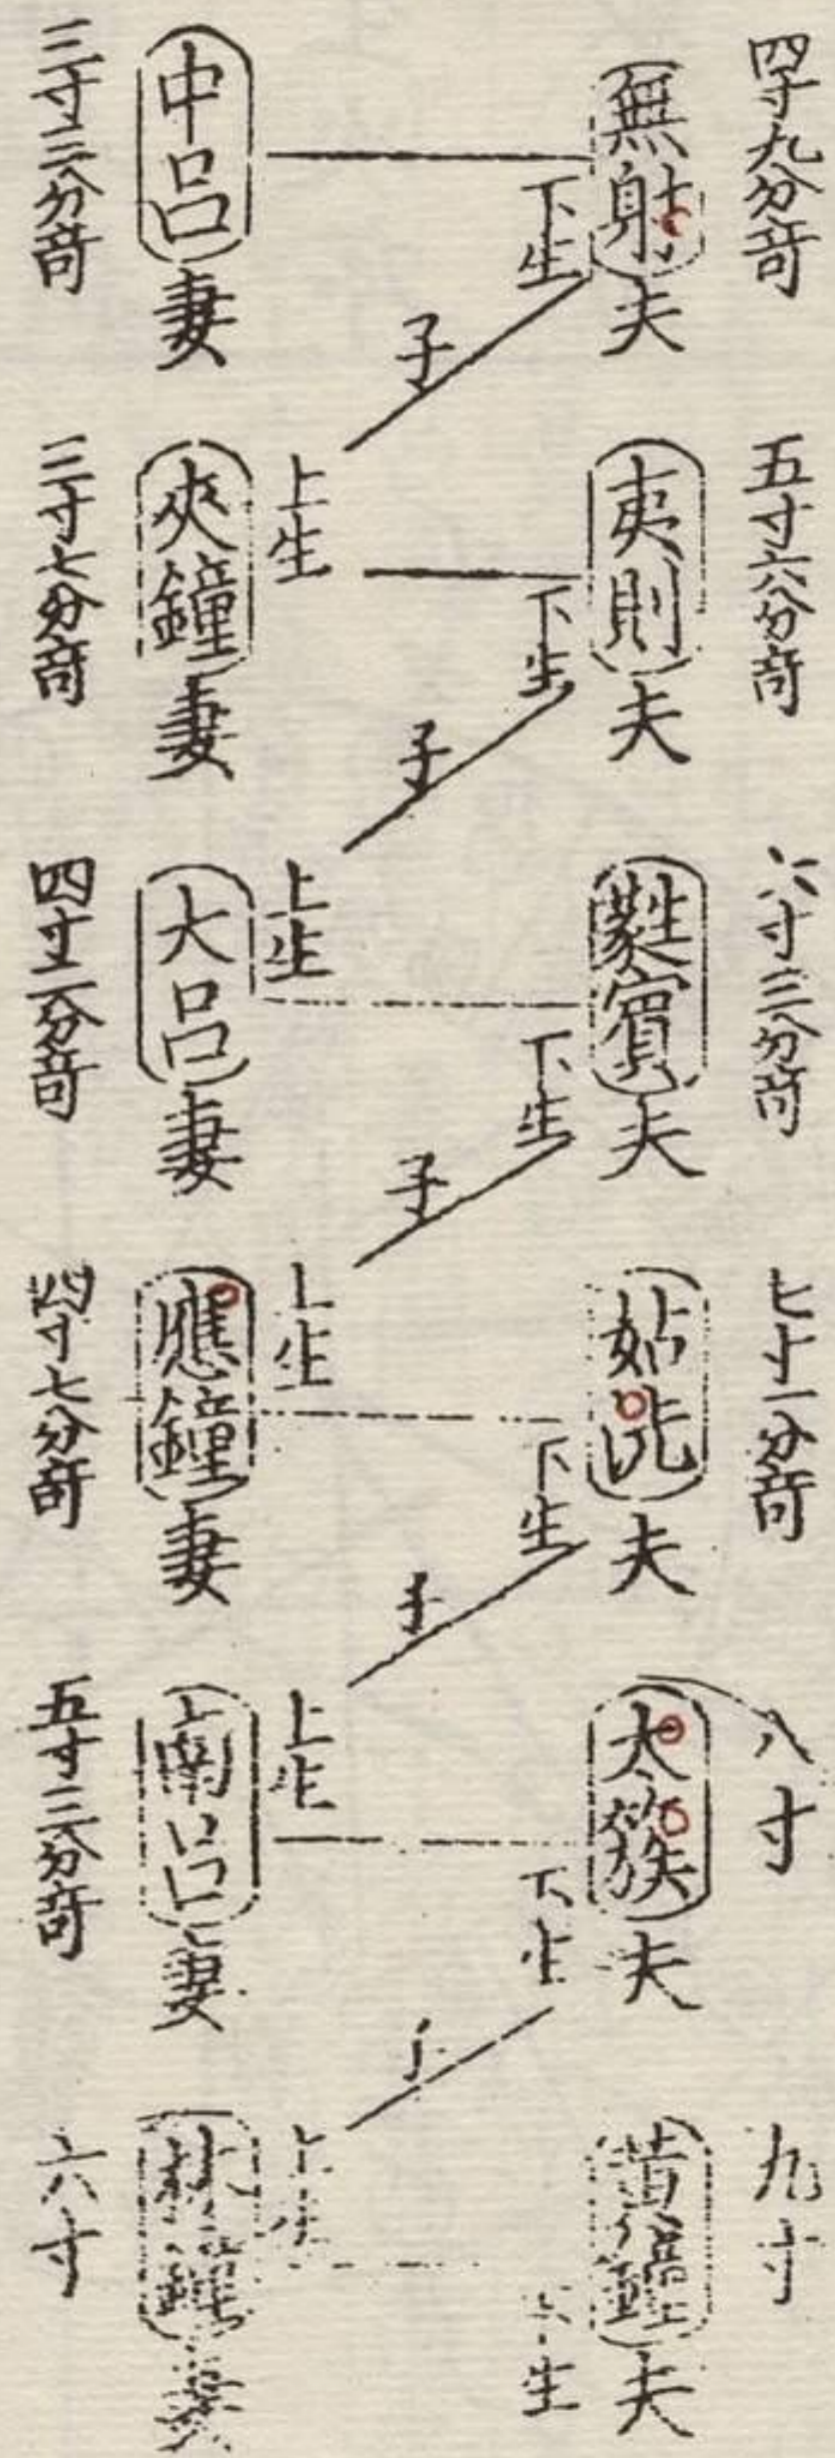 四寸九分奇
無射夫
下生
子
中呂妻
三寸三分奇
五寸六分奇
夷則夫
下生
子
上生
夾鐘妻
三寸七分奇
六寸三分奇
蕤賓夫
下生
子
上生
大呂妻
四寸二分奇
七寸一分奇
姑洗夫
下生
子
上生
應鐘妻
四寸七分奇
八寸
太簇夫
下生
子
上生
南呂妻
五寸三分奇
九寸
黄鐘夫
下生
上生
林鐘妻
六寸